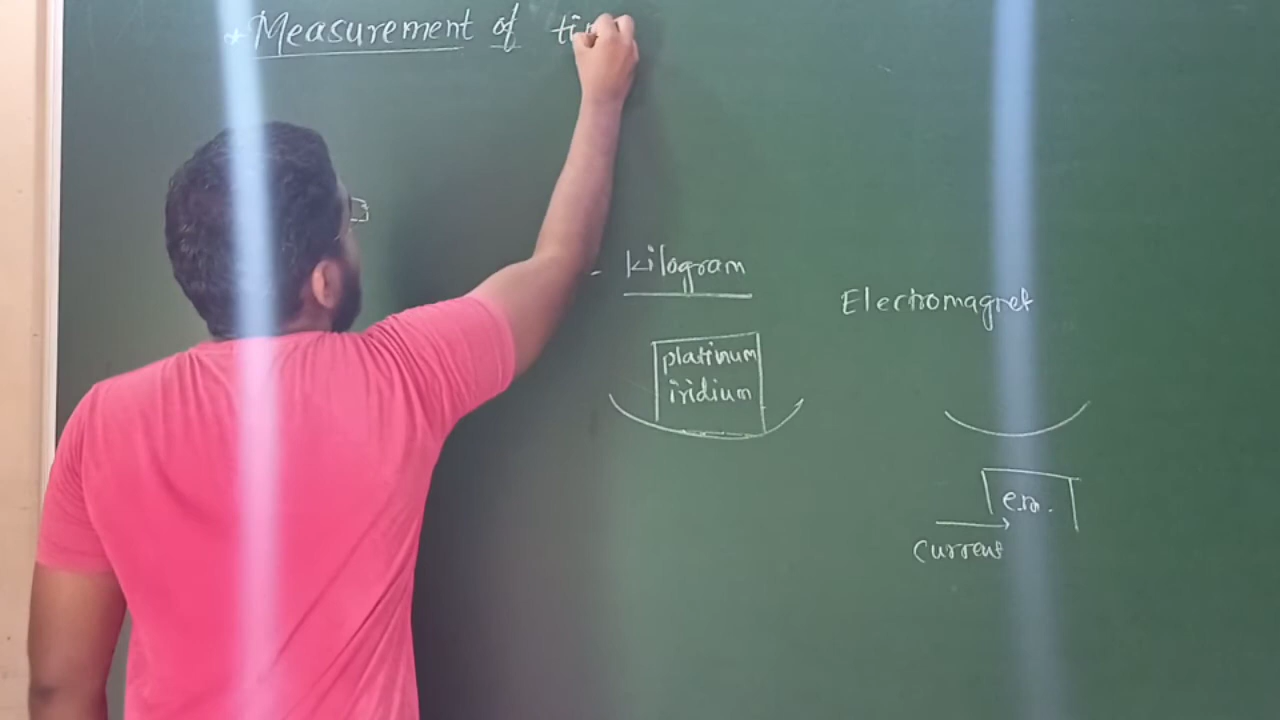 * Measurement of ti
- Kilogram
Electromagnet
platinum
iridium
e.m.
Current